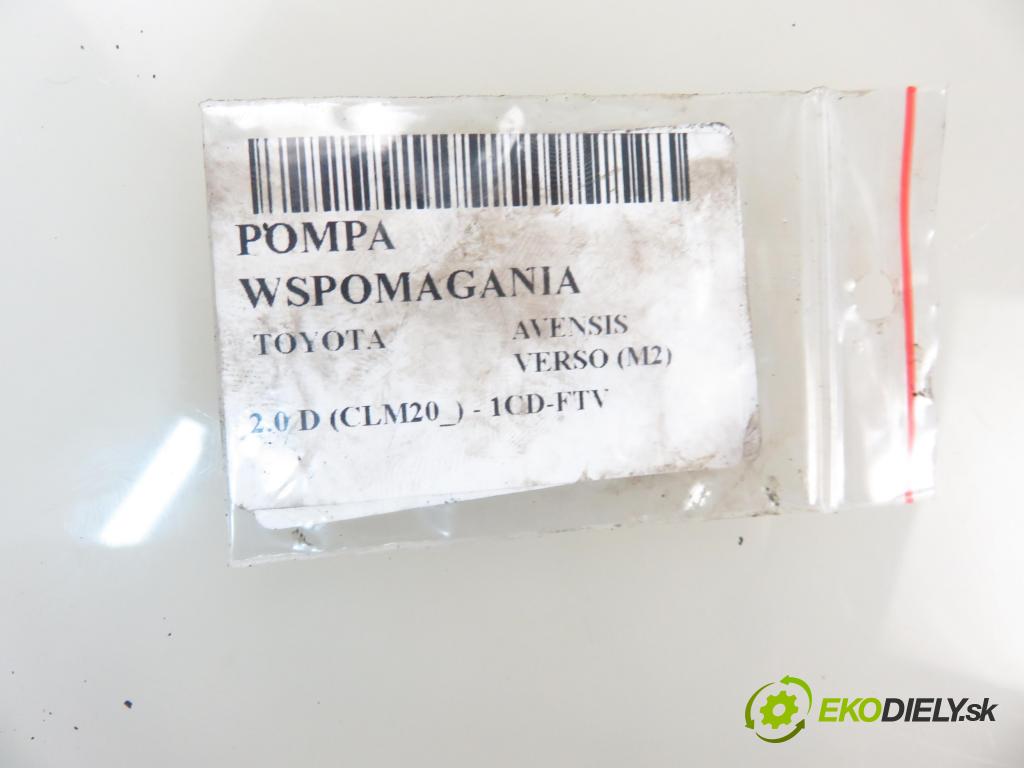 POMPA
WSPOMAGANIA
TOYOTA
AVENSIS
VERSO (M2)
2.0 D (CLM20_) - 1CD-FTV
EKODIELY.sk